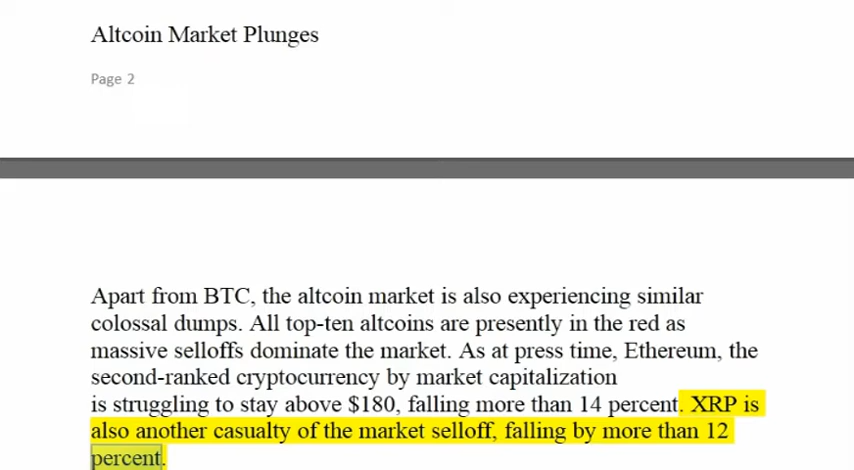 Altcoin Market Plunges
Page 2
Apart from BTC, the altcoin market is also experiencing similar
colossal dumps. All top-ten altcoins are presently in the red as
massive selloffs dominate the market. As at press time, Ethereum, the
second-ranked cryptocurrency by market capitalization
is struggling to stay above $180, falling more than 14 percent. XRP is
also another casualty of the market selloff, falling by more than 12
percent.